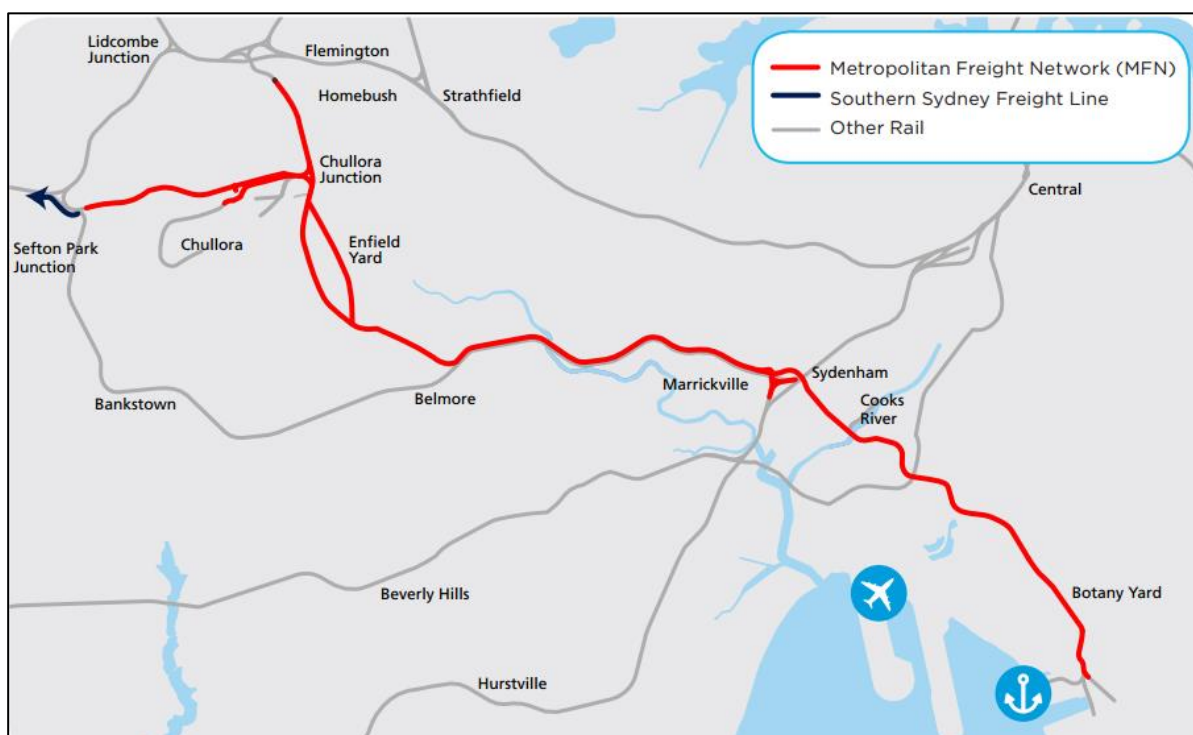 Lidcombe
Junction
Flemington
Homebush
Strathfield
Metropolitan Freight Network (MFN)
Southern Sydney Freight Line
Other Rail
Chullora
Junction
Central
Sefton Park
Junction
Chullora
Enfield
Yard
Bankstown
Belmore
Marrickville
Sydenham
Cooks
River
Beverly Hills
Botany Yard
Hurstville